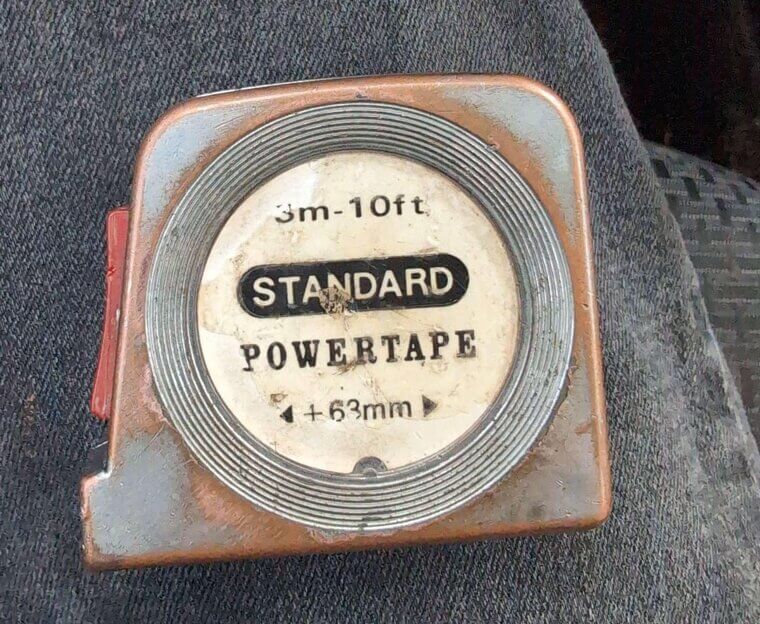 3m-10ft
STANDARD
POWERTAPE
◀ +63mm ▶